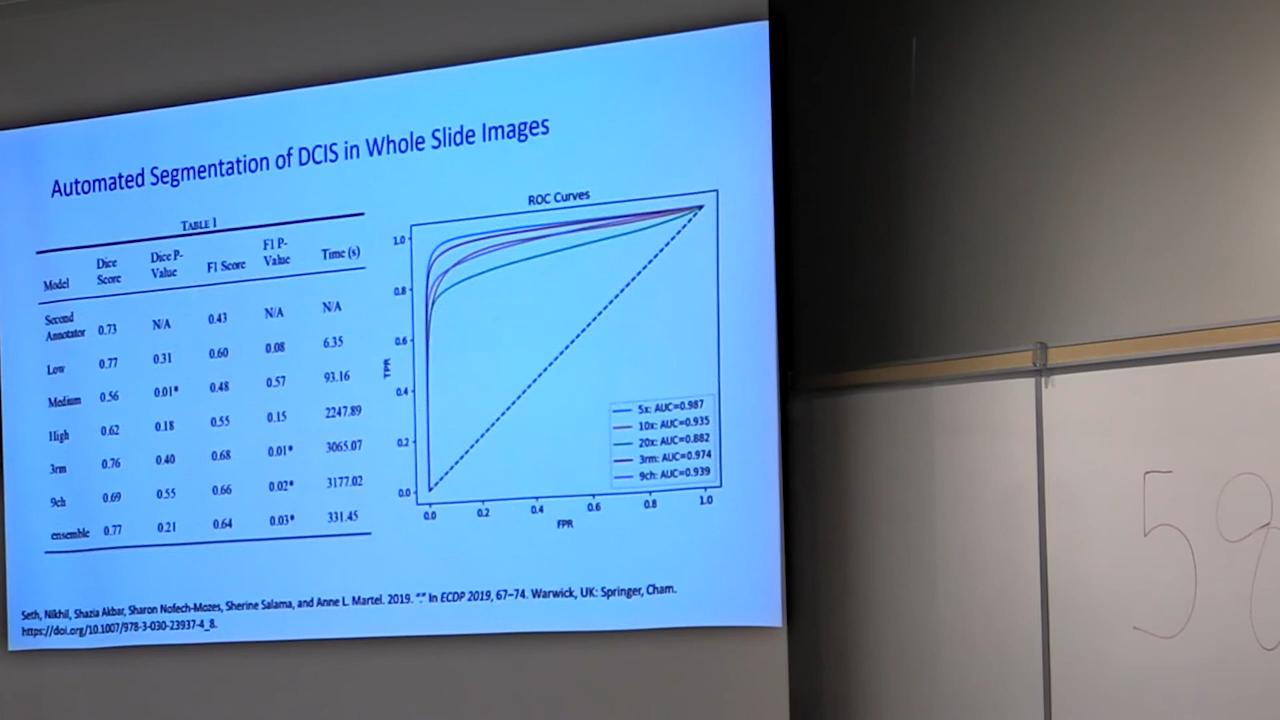 Automated Segmentation of DCIS in Whole Slide Images
TABLE 1
Model Dice Score Dice P-Value F1 Score F1 P-Value Time (s)
Second Annotator 0.73 N/A 0.43 N/A N/A
Low 0.77 0.31 0.60 0.08 6.35
Medium 0.56 0.01* 0.48 0.57 93.16
High 0.62 0.18 0.55 0.15 2247.89
3rm 0.76 0.40 0.68 0.01* 3065.07
9ch 0.69 0.55 0.66 0.02* 3177.02
ensemble 0.77 0.21 0.64 0.03* 331.45
ROC Curves
1.0
0.8
0.6
0.4
0.2
0.0
TPR
5x: AUC=0.987
10x: AUC=0.935
20x: AUC=0.882
3rm: AUC=0.974
9ch: AUC=0.939
0.0 0.2 0.4 0.6 0.8 1.0
FPR
Seth, Nikhil, Shazia Akbar, Sharon Nofech-Mozes, Sherine Salama, and Anne L. Martel. 2019. “.” In ECDP 2019, 67–74. Warwick, UK: Springer, Cham.
https://doi.org/10.1007/978-3-030-23937-4_8.
58